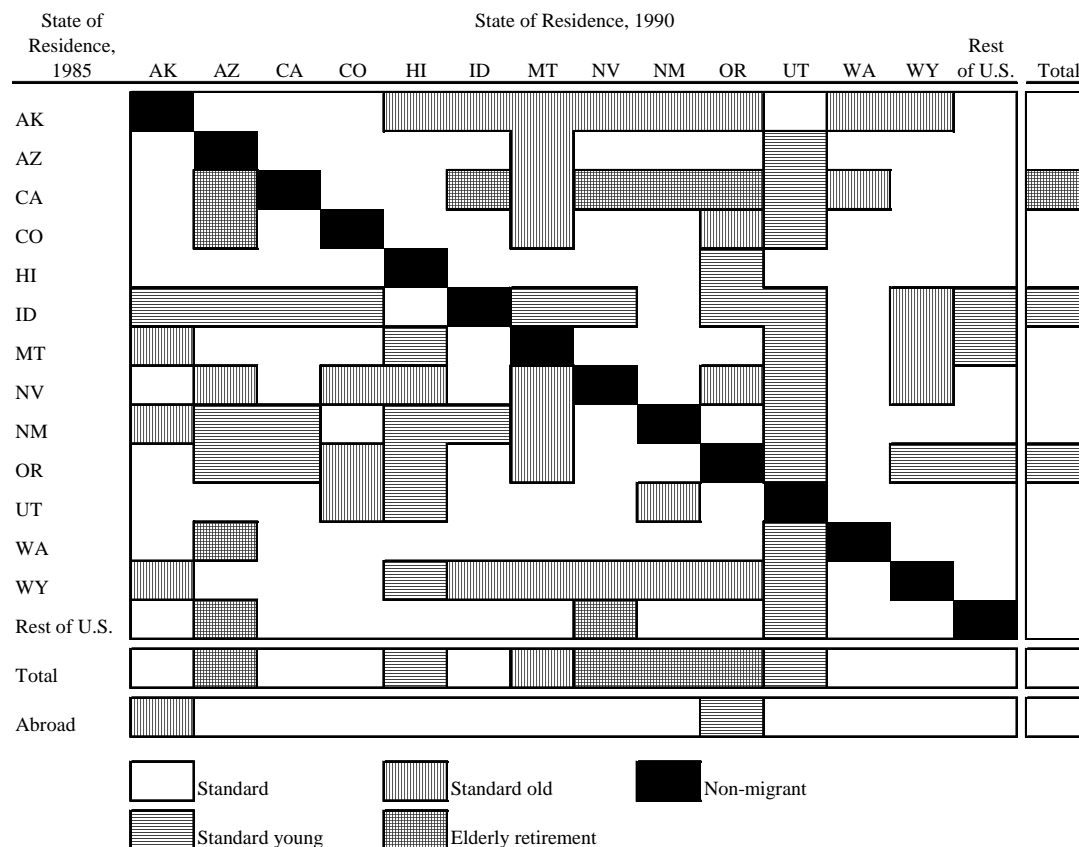 State of Residence, 1990
State of
Residence,
1985
AK AZ CA CO HI ID MT NV NM OR UT WA WY Rest of U.S. Total
AK
AZ
CA
CO
HI
ID
MT
NV
NM
OR
UT
WA
WY
Rest of U.S.
Total
Abroad
Standard Standard old Non-migrant
Standard young Elderly retirement